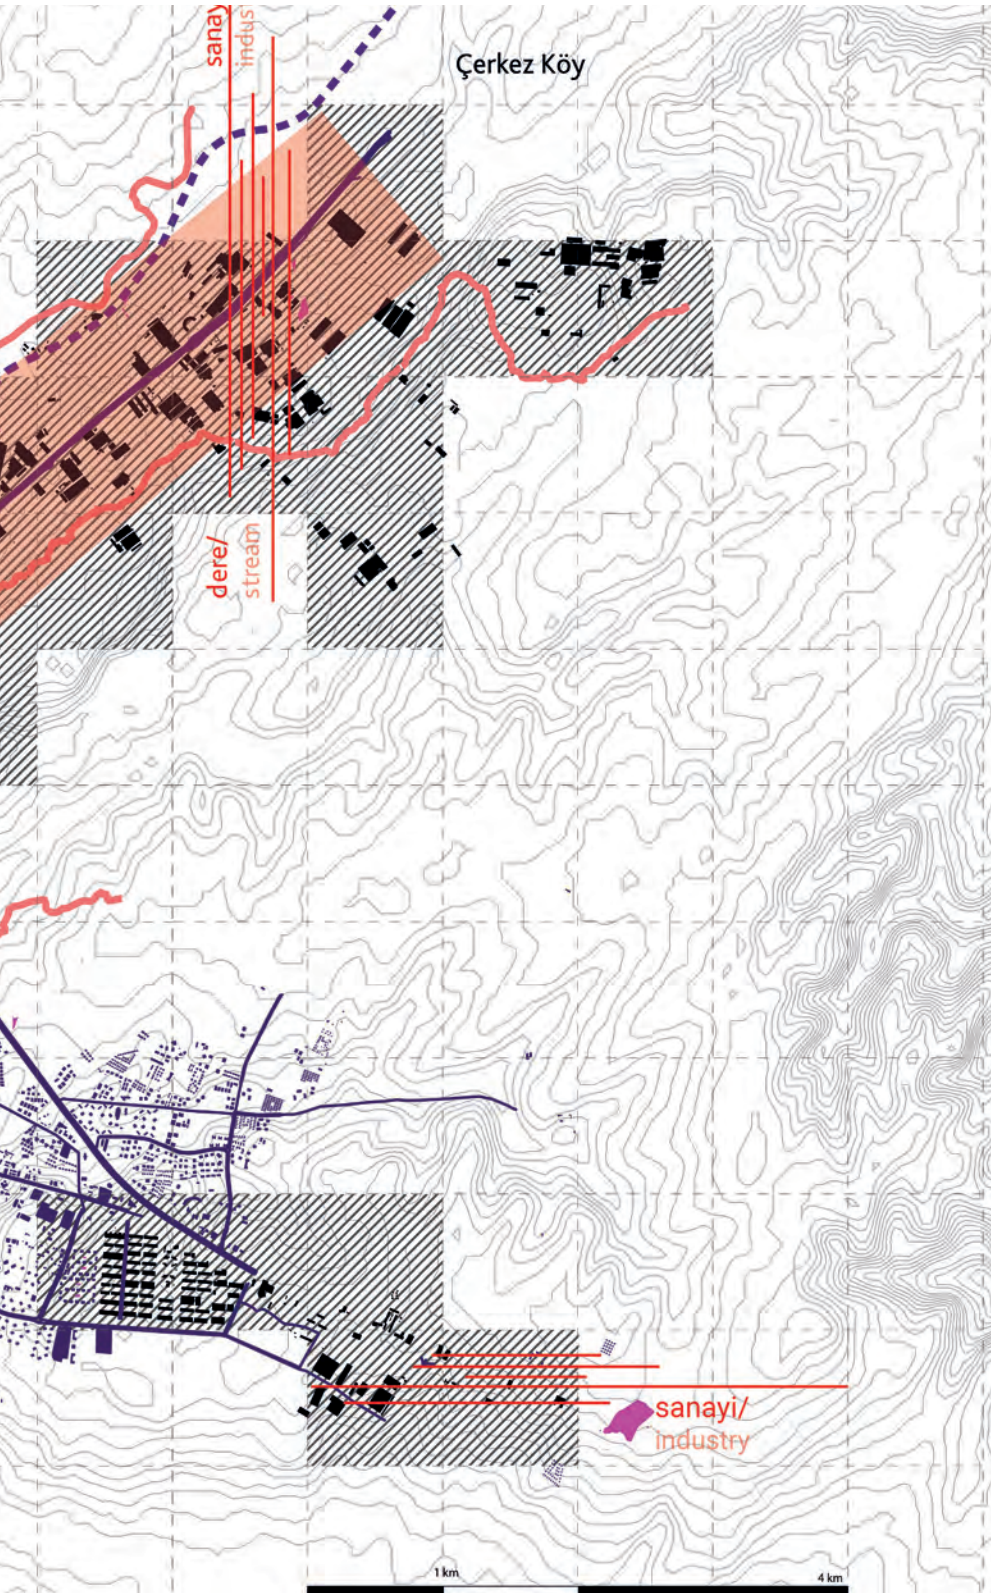 sanay
indus
Çerkez Köy
dere/
stream
sanayi/
industry
1 km
4 km